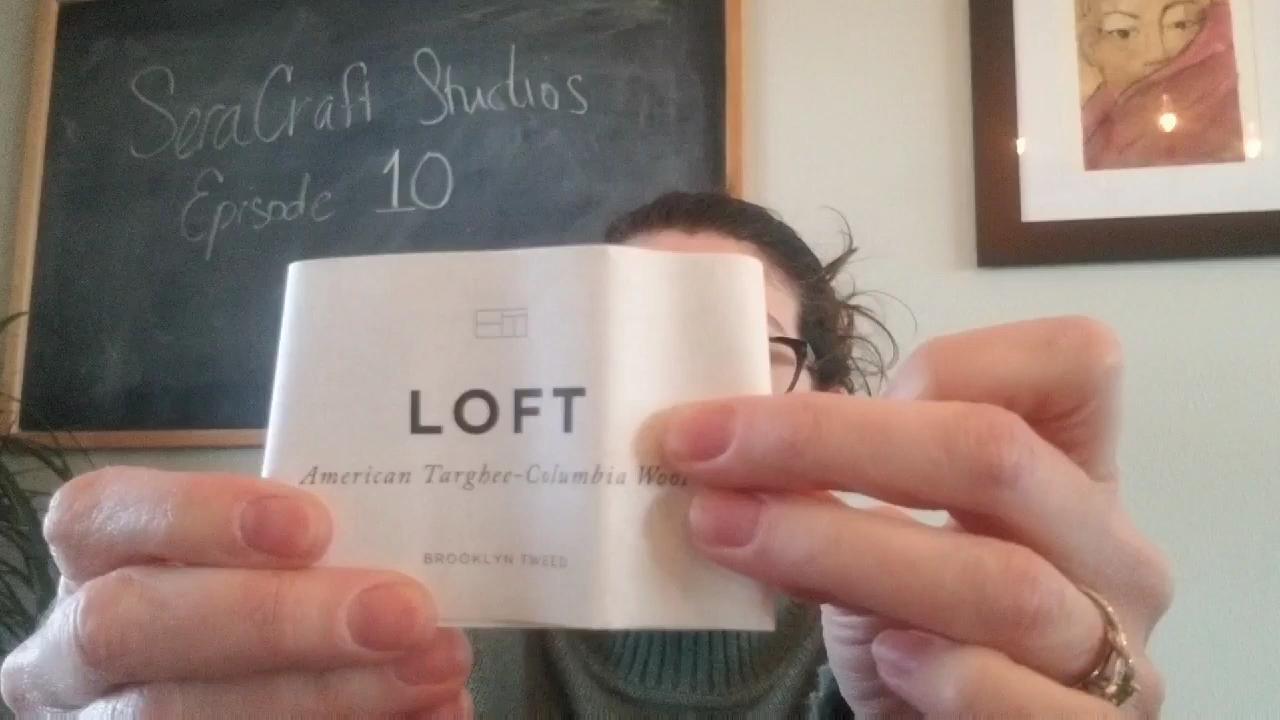 SeraCraft Studios
Episode 10
LOFT
American Targhee-Columbia Wool
BROOKLYN TWEED